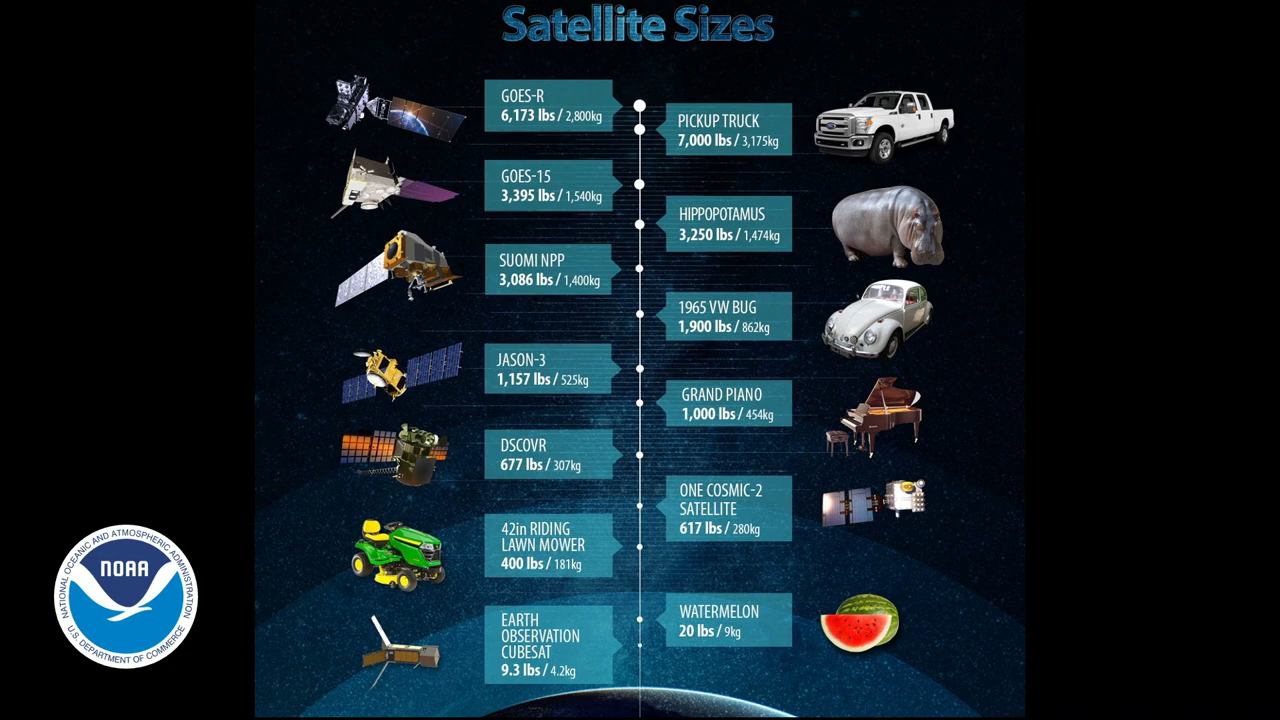 Satellite Sizes
GOES-R
6,173 lbs / 2,800kg
PICKUP TRUCK
7,000 lbs / 3,175kg
GOES-15
3,395 lbs / 1,540kg
HIPPOPOTAMUS
3,250 lbs / 1,474kg
SUOMI NPP
3,086 lbs / 1,400kg
1965 VW BUG
1,900 lbs / 862kg
JASON-3
1,157 lbs / 525kg
GRAND PIANO
1,000 lbs / 454kg
DSCOVR
677 lbs / 307kg
ONE COSMIC-2
SATELLITE
617 lbs / 280kg
42in RIDING
LAWN MOWER
400 lbs / 181kg
WATERMELON
20 lbs / 9kg
EARTH
OBSERVATION
CUBESAT
9.3 lbs / 4.2kg
NATIONAL OCEANIC AND ATMOSPHERIC ADMINISTRATION
NOAA
U.S. DEPARTMENT OF COMMERCE